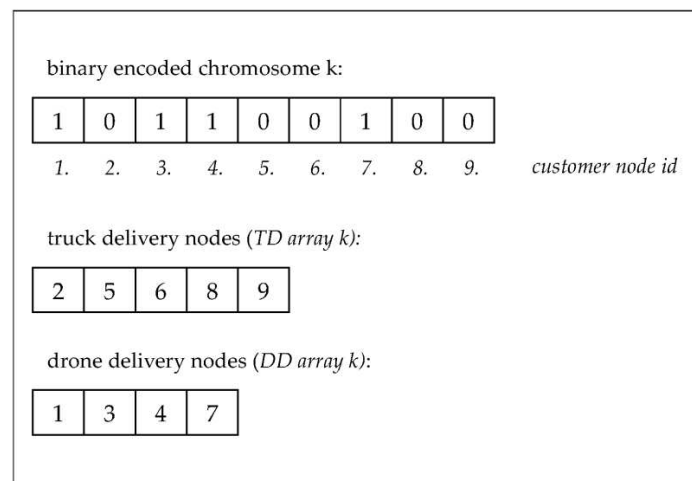 binary encoded chromosome k:
1 0 1 1 0 0 1 0 0
1. 2. 3. 4. 5. 6. 7. 8. 9. customer node id
truck delivery nodes (TD array k):
2 5 6 8 9
drone delivery nodes (DD array k):
1 3 4 7